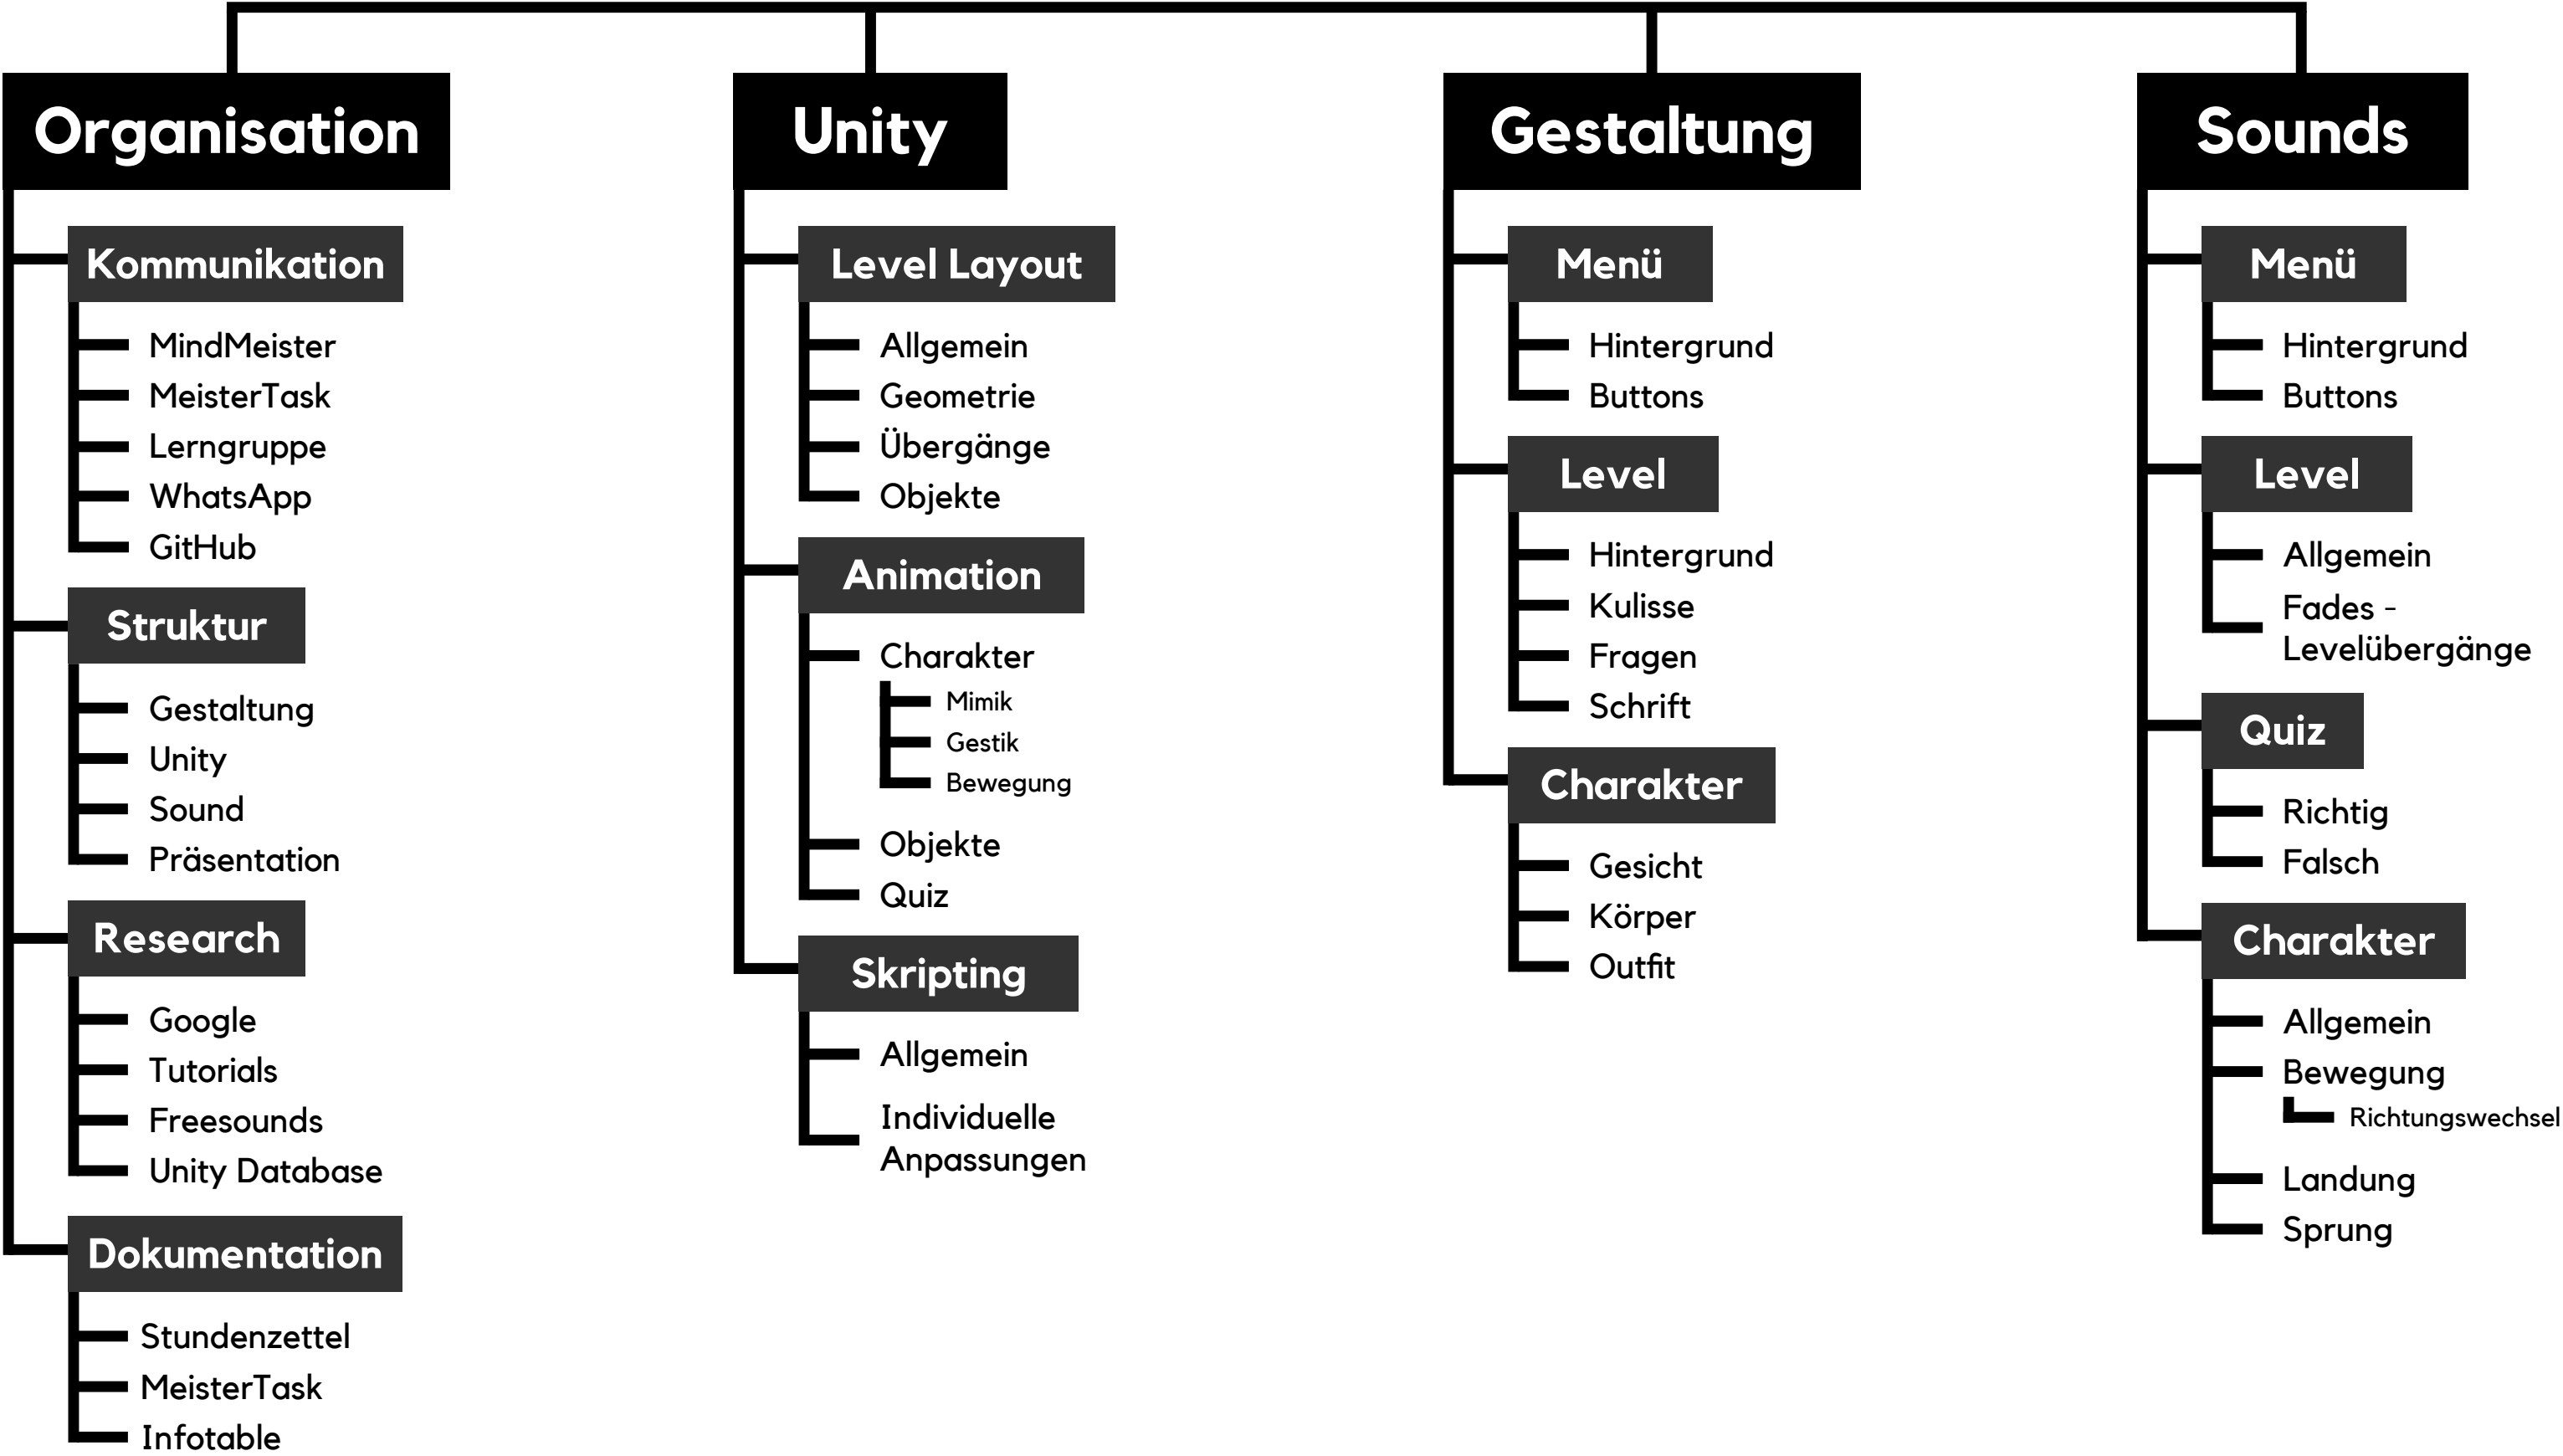 Organisation
Kommunikation
MindMeister
MeisterTask
Lerngruppe
WhatsApp
GitHub
Struktur
Gestaltung
Unity
Sound
Präsentation
Research
Google
Tutorials
Freesounds
Unity Database
Dokumentation
Stundenzettel
MeisterTask
Infotable
Unity
Level Layout
Allgemein
Geometrie
Übergänge
Objekte
Animation
Charakter
Mimik
Gestik
Bewegung
Objekte
Quiz
Skripting
Allgemein
Individuelle
Anpassungen
Gestaltung
Menü
Hintergrund
Buttons
Level
Hintergrund
Kulisse
Fragen
Schrift
Charakter
Gesicht
Körper
Outfit
Sounds
Menü
Hintergrund
Buttons
Level
Allgemein
Fades -
Levelübergänge
Quiz
Richtig
Falsch
Charakter
Allgemein
Bewegung
Richtungswechsel
Landung
Sprung